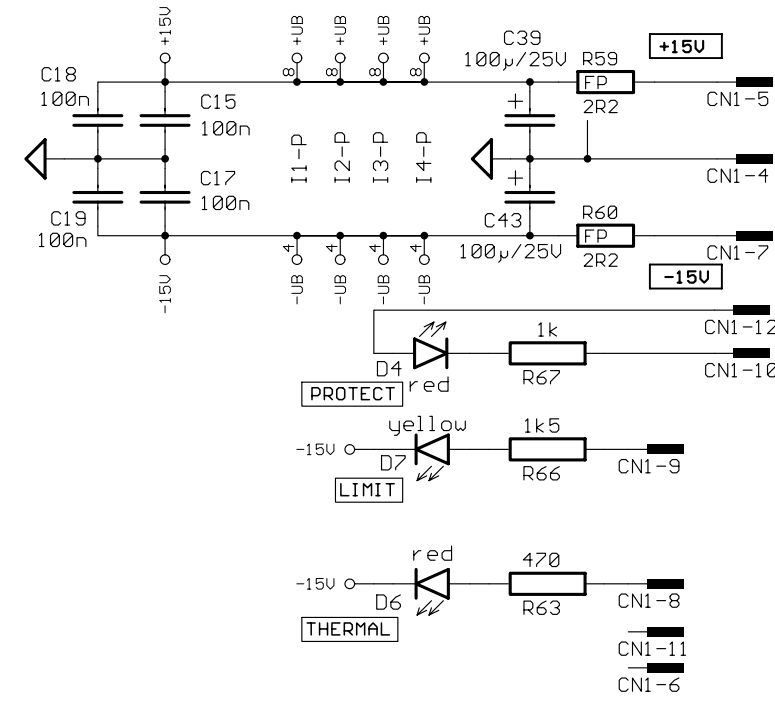 +15V
+UB
+UB
+UB
+UB
8
8
8
8
C39
100µ/25V
R59
FP
2R2
+15V
CN1-5
C18
100n
C15
100n
+
I1-P
I2-P
I3-P
I4-P
CN1-4
C17
100n
C19
100n
+
C43
100µ/25V
R60
FP
2R2
CN1-7
-15V
4
4
4
4
-15V
-UB
-UB
-UB
-UB
CN1-12
1k
D4
red
R67
CN1-10
PROTECT
yellow
1k5
-15V
D7
R66
CN1-9
LIMIT
red
470
-15V
D6
R63
CN1-8
THERMAL
CN1-11
CN1-6